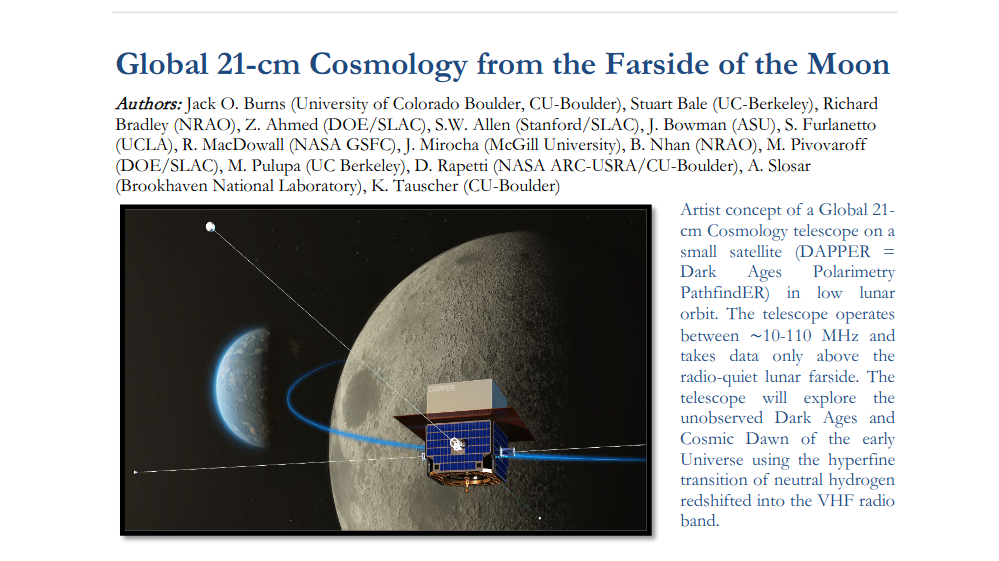 Global 21-cm Cosmology from the Farside of the Moon
Authors: Jack O. Burns (University of Colorado Boulder, CU-Boulder), Stuart Bale (UC-Berkeley), Richard
Bradley (NRAO), Z. Ahmed (DOE/SLAC), S.W. Allen (Stanford/SLAC), J. Bowman (ASU), S. Furlanetto
(UCLA), R. MacDowall (NASA GSFC), J. Mirocha (McGill University), B. Nhan (NRAO), M. Pivovaroff
(DOE/SLAC), M. Pulupa (UC Berkeley), D. Rapetti (NASA ARC-USRA/CU-Boulder), A. Slosar
(Brookhaven National Laboratory), K. Tauscher (CU-Boulder)
DAPPER
Artist concept of a Global 21-
cm Cosmology telescope on a
small satellite (DAPPER =
Dark Ages Polarimetry
PathfindER) in low lunar
orbit. The telescope operates
between ~10-110 MHz and
takes data only above the
radio-quiet lunar farside. The
telescope will explore the
unobserved Dark Ages and
Cosmic Dawn of the early
Universe using the hyperfine
transition of neutral hydrogen
redshifted into the VHF radio
band.